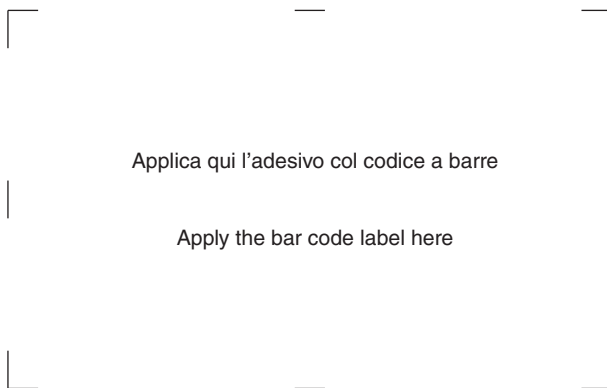 Applica qui l’adesivo col codice a barre
Apply the bar code label here